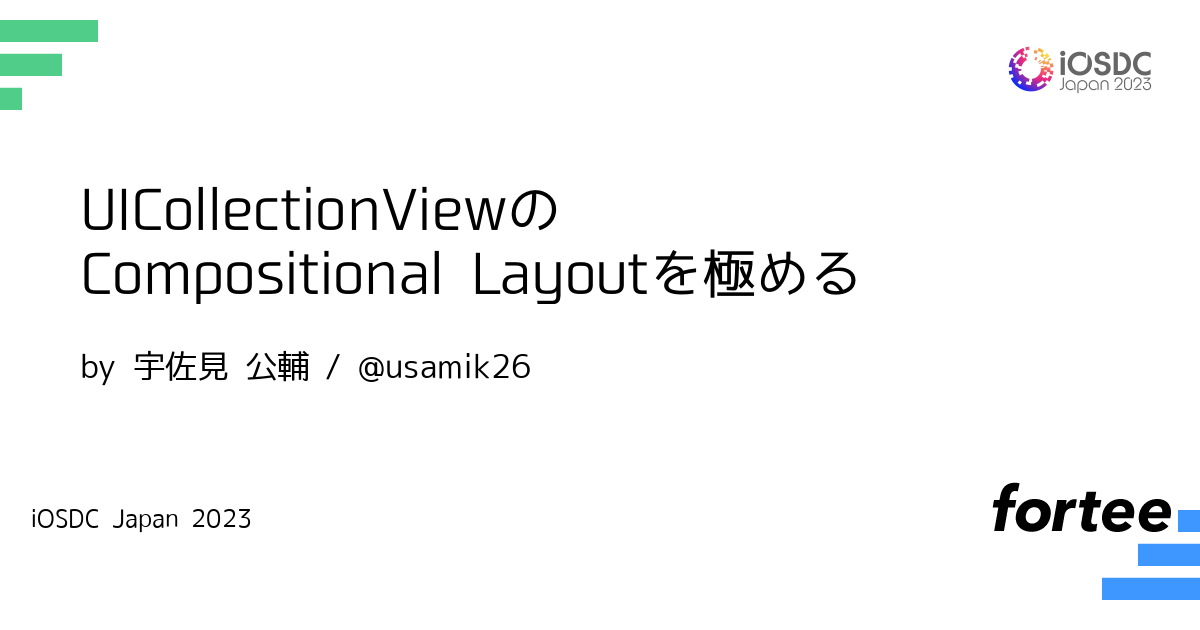 iOSDC
Japan 2023
UICollectionViewの
Compositional Layoutを極める
by 宇佐見 公輔 / @usamik26
iOSDC Japan 2023
fortee